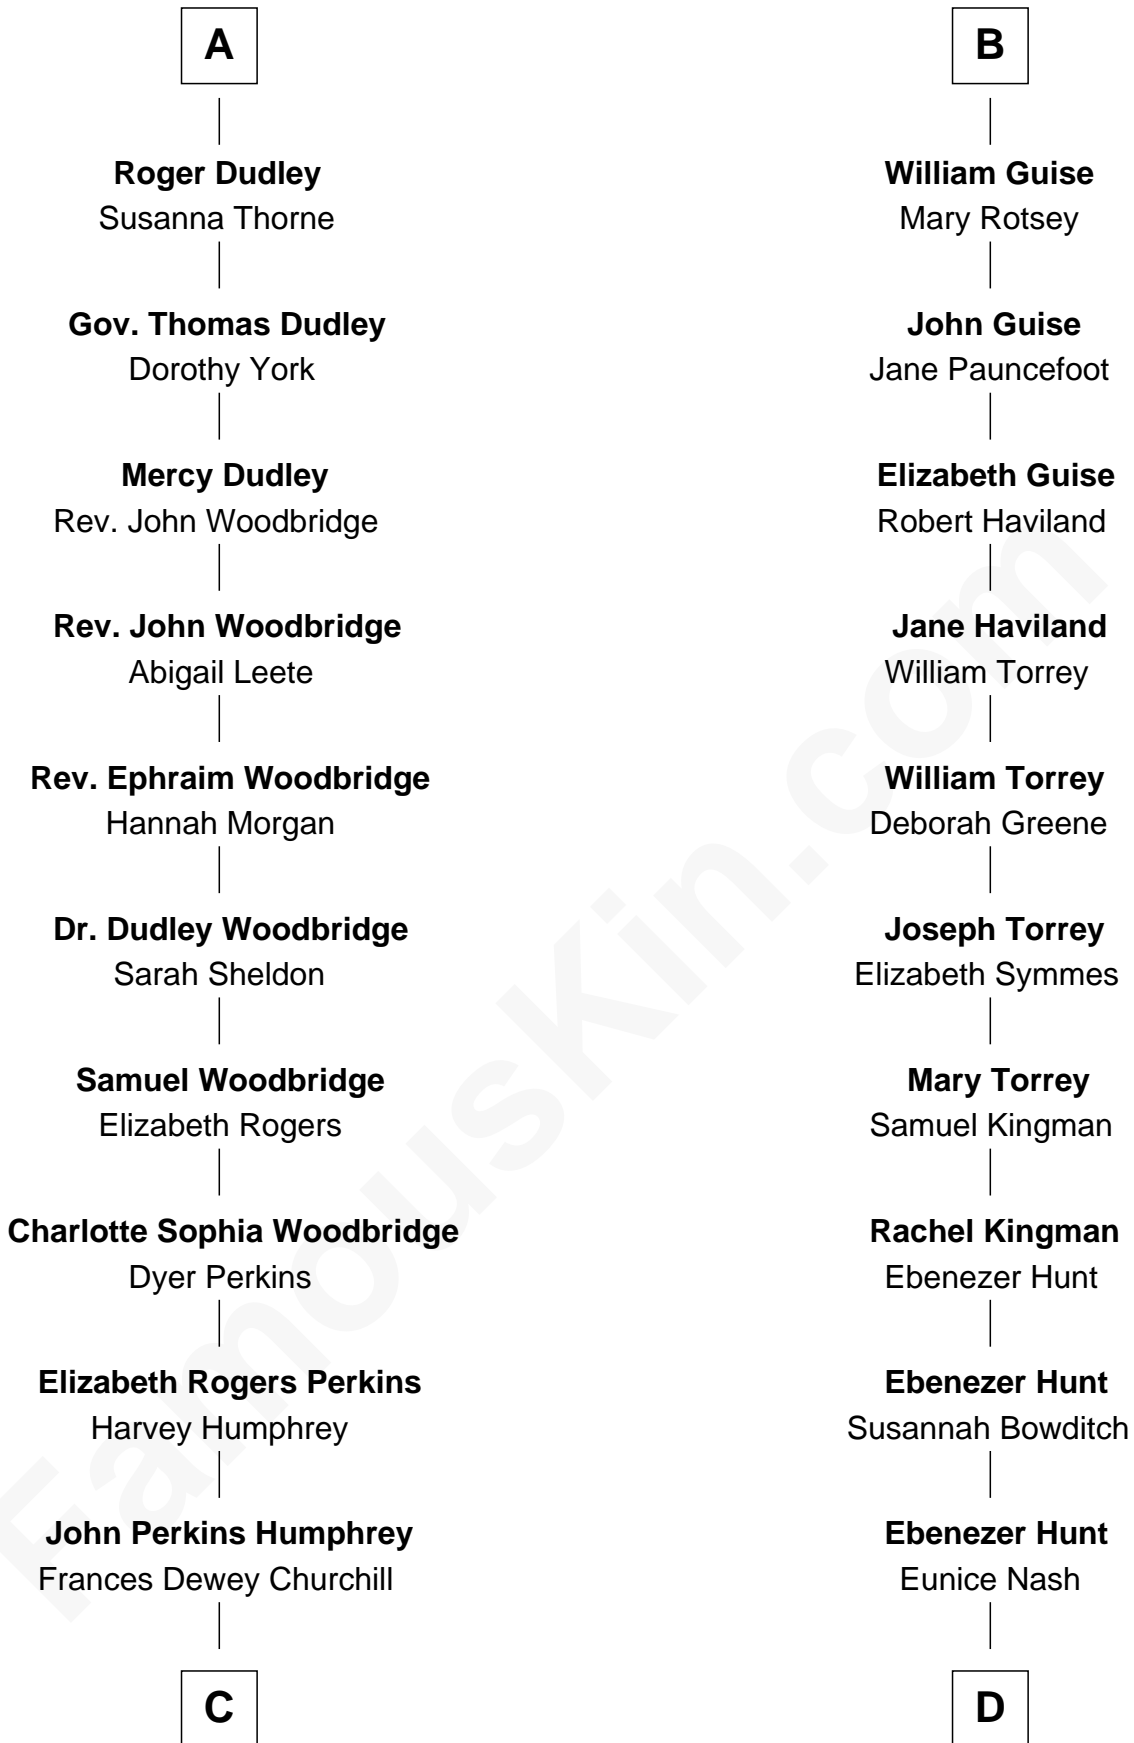 A
Roger Dudley
Susanna Thorne
Gov. Thomas Dudley
Dorothy York
Mercy Dudley
Rev. John Woodbridge
Rev. John Woodbridge
Abigail Leete
Rev. Ephraim Woodbridge
Hannah Morgan
Dr. Dudley Woodbridge
Sarah Sheldon
Samuel Woodbridge
Elizabeth Rogers
Charlotte Sophia Woodbridge
Dyer Perkins
Elizabeth Rogers Perkins
Harvey Humphrey
John Perkins Humphrey
Frances Dewey Churchill
C
B
William Guise
Mary Rotsey
John Guise
Jane Pauncefoot
Elizabeth Guise
Robert Haviland
Jane Haviland
William Torrey
William Torrey
Deborah Greene
Joseph Torrey
Elizabeth Symmes
Mary Torrey
Samuel Kingman
Rachel Kingman
Ebenezer Hunt
Ebenezer Hunt
Susannah Bowditch
Ebenezer Hunt
Eunice Nash
D
FamousKin.com